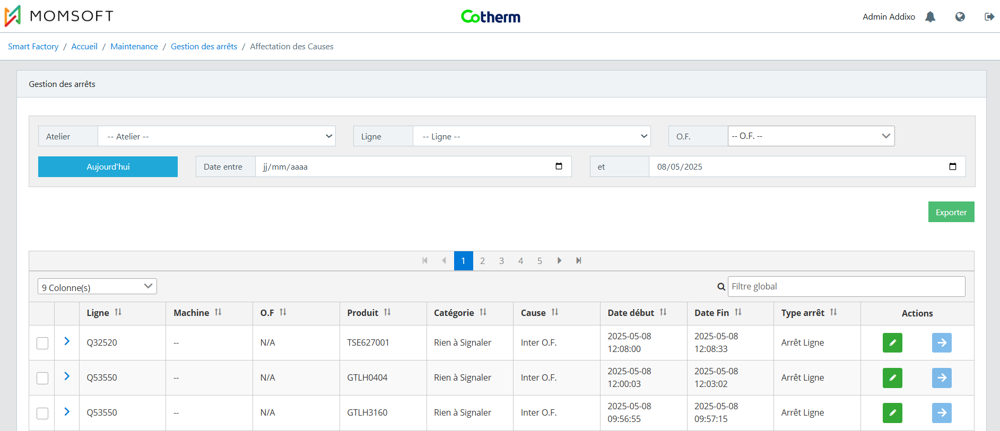 MOMSOFT
Cotherm
Admin Addixo
Smart Factory / Accueil / Maintenance / Gestion des arrêts / Affectation des Causes
Gestion des arrêts
Atelier -- Atelier -- Ligne -- Ligne -- O.F. -- O.F. --
Aujourd'hui Date entre jj/mm/aaaa et 08/05/2025
Exporter
1 2 3 4 5
9 Colonne(s) Filtre global
Ligne Machine O.F Produit Catégorie Cause Date début Date Fin Type arrêt Actions
Q32520 -- N/A TSE627001 Rien à Signaler Inter O.F. 2025-05-08 12:08:00 2025-05-08 12:08:33 Arrêt Ligne
Q53550 -- N/A GTLH0404 Rien à Signaler Inter O.F. 2025-05-08 12:00:03 2025-05-08 12:03:02 Arrêt Ligne
Q53550 -- N/A GTLH3160 Rien à Signaler Inter O.F. 2025-05-08 09:56:55 2025-05-08 09:57:15 Arrêt Ligne